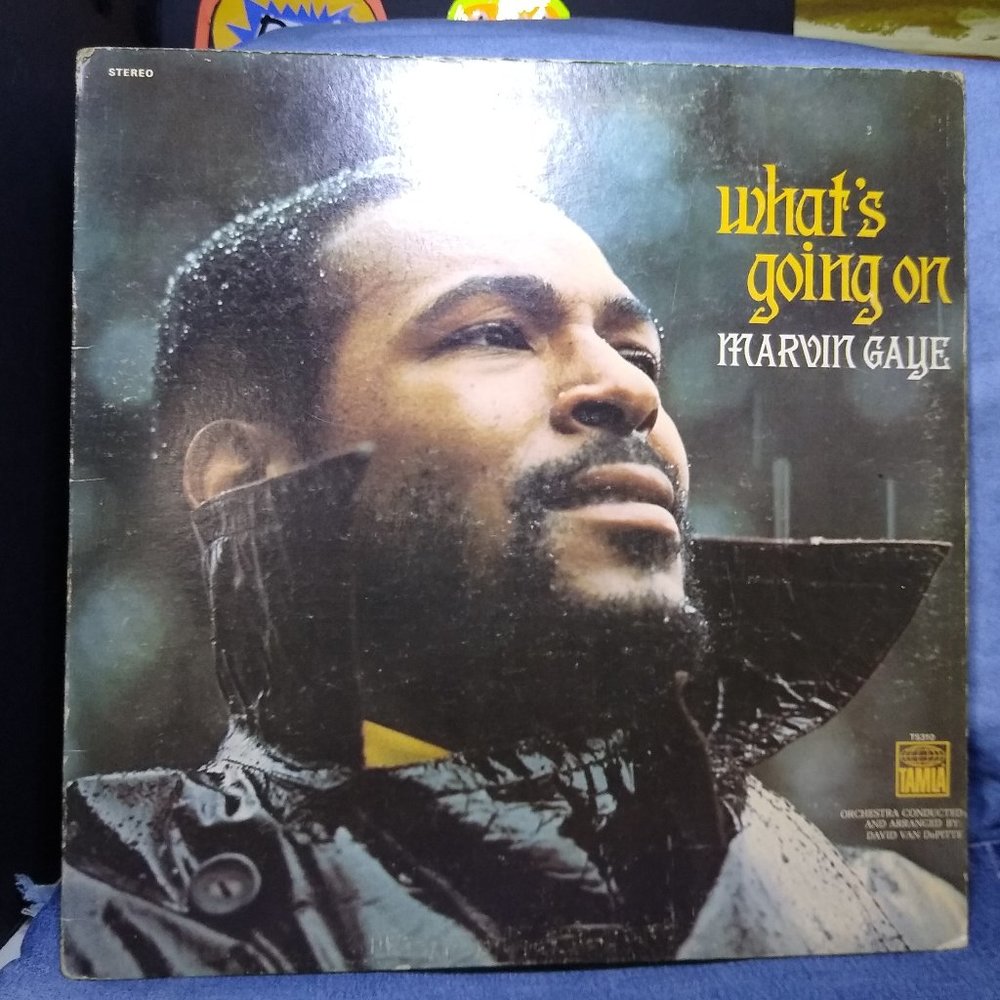 STEREO
what's
going on
MARVIN GAYE
TS310
TAMLA
ORCHESTRA CONDUCTED
AND ARRANGED BY:
DAVID VAN DePITTE